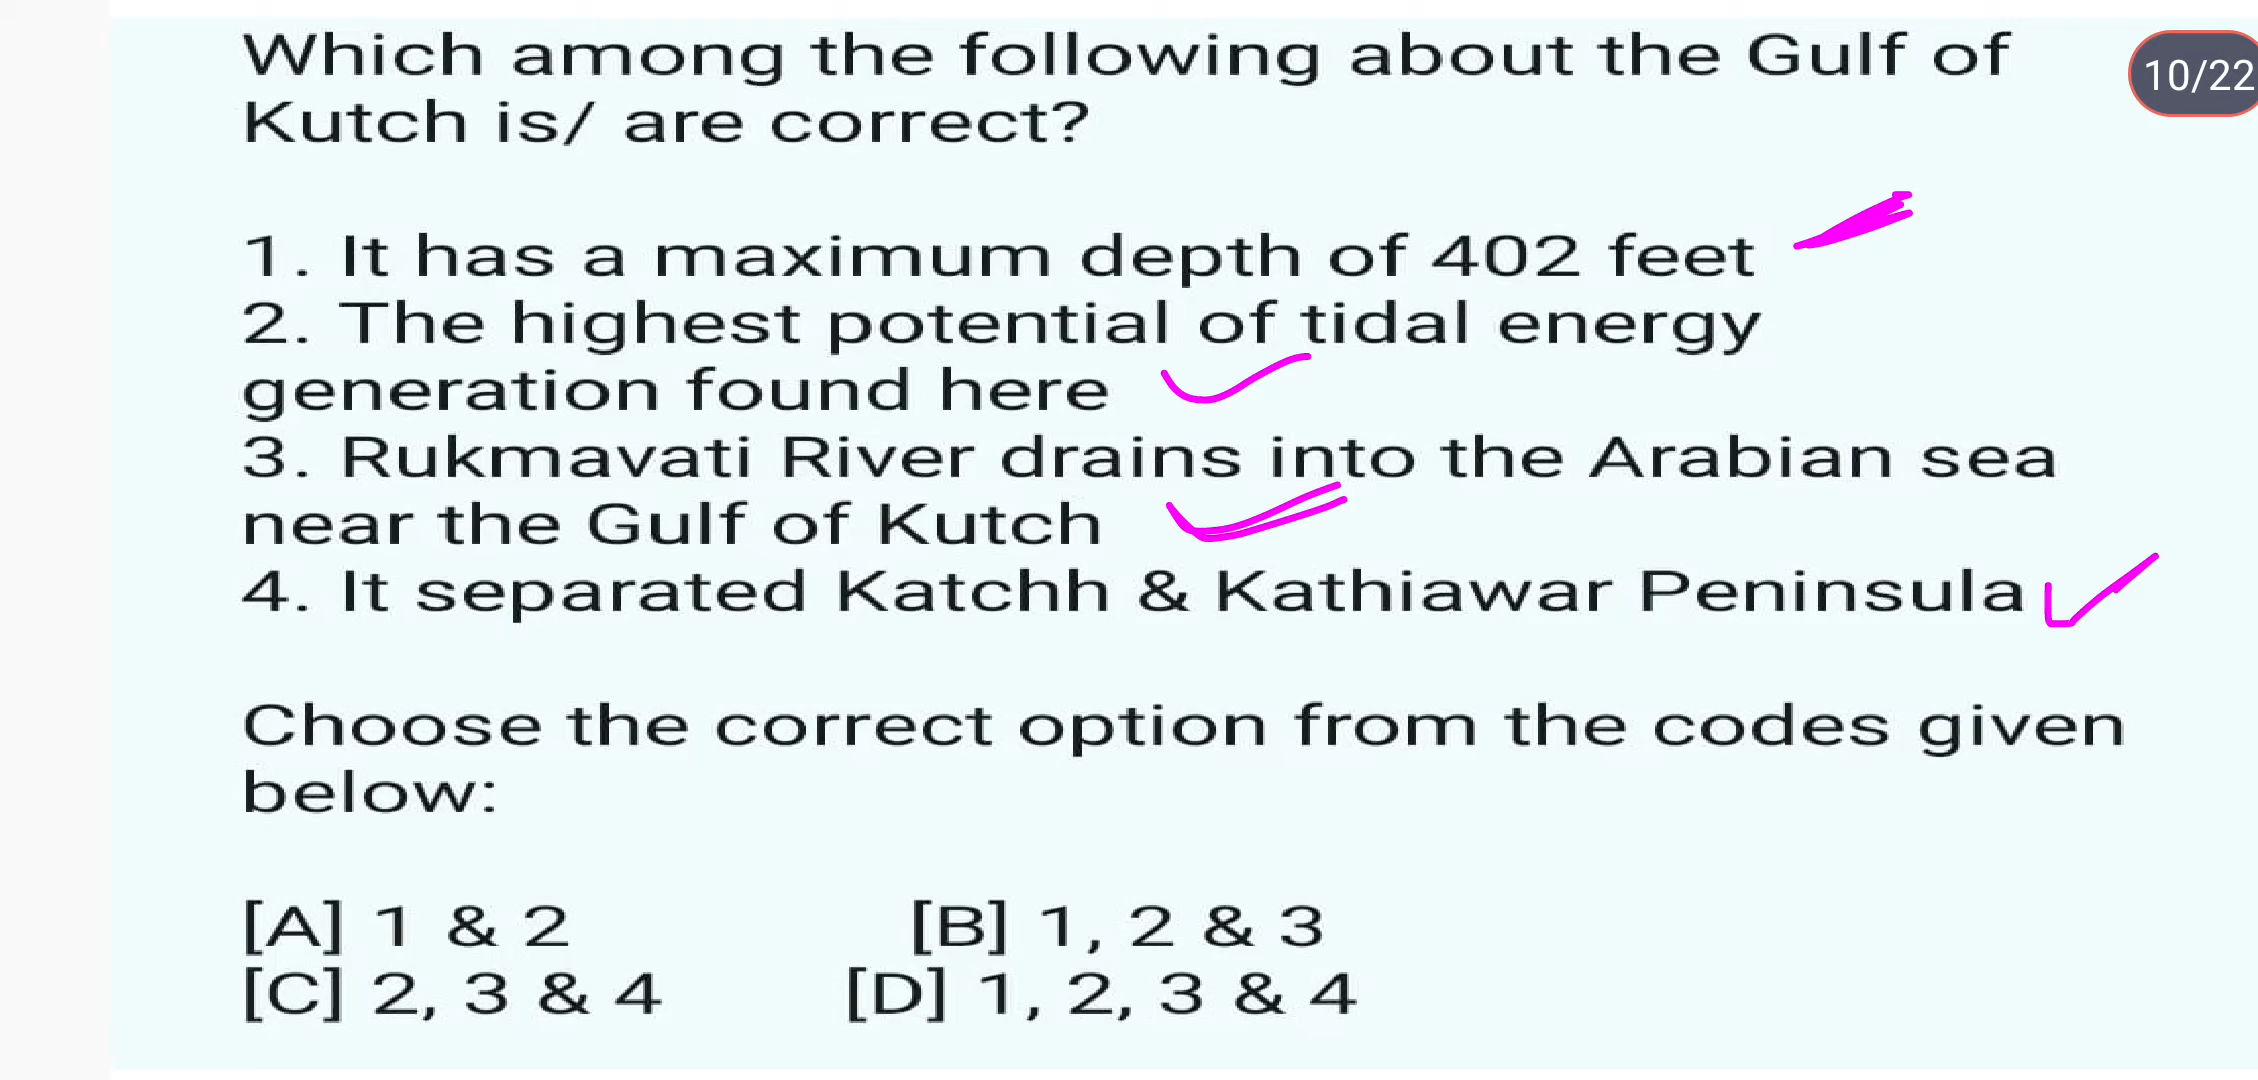 Which among the following about the Gulf of
10/22
Kutch is/ are correct?
1. It has a maximum depth of 402 feet
2. The highest potential of tidal energy
generation found here
3. Rukmavati River drains into the Arabian sea
near the Gulf of Kutch
4. It separated Katchh & Kathiawar Peninsula
Choose the correct option from the codes given
below:
[A] 1 & 2 [B] 1, 2 & 3
[C] 2, 3 & 4 [D] 1, 2, 3 & 4